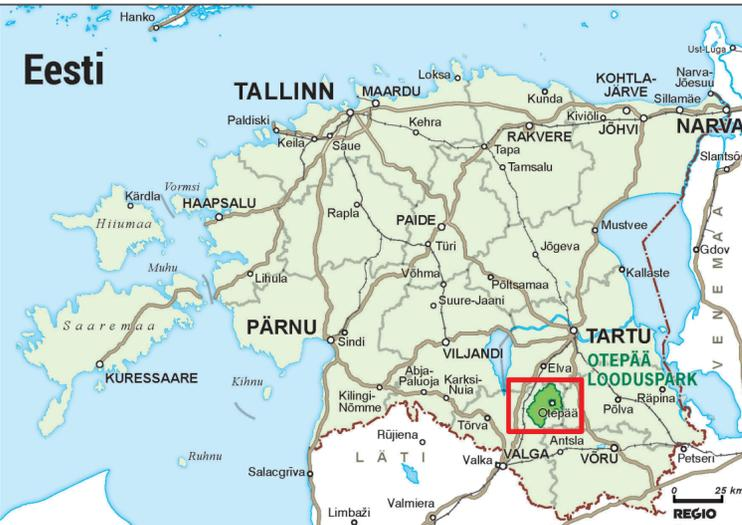 Hanko
Eesti
Ust-Luga
Loksa
TALLINN
MAARDU
KOHTLA-
JÄRVE
Narva-
Jõesuu
Kunda
Sillamäe
Paldiski
Kehra
Kiviõli
JÕHVI
NARVA
RAKVERE
Keila
Saue
Tapa
Slantsõ
Tamsalu
Vormsi
Kärdla
HAAPSALU
Hiiumaa
Rapla
PAIDE
Mustvee
Türi
Jõgeva
Gdov
Muhu
Lihula
Võhma
Põltsamaa
Kallaste
VENEMAA
Suure-Jaani
Saaremaa
PÄRNU
Sindi
TARTU
VILJANDI
OTEPÄÄ
LOODUSPARK
Elva
KURESSAARE
Kihnu
Abja-
Paluoja
Karksi-
Nuia
Kilingi-
Nõmme
Räpina
Põlva
Otepää
Tõrva
Rūjiena
Antsla
Ruhnu
LÄTI
Valka
VALGA
VÕRU
Petseri
Salacgrīva
Limbaži
Valmiera
0 25 km
REGIO